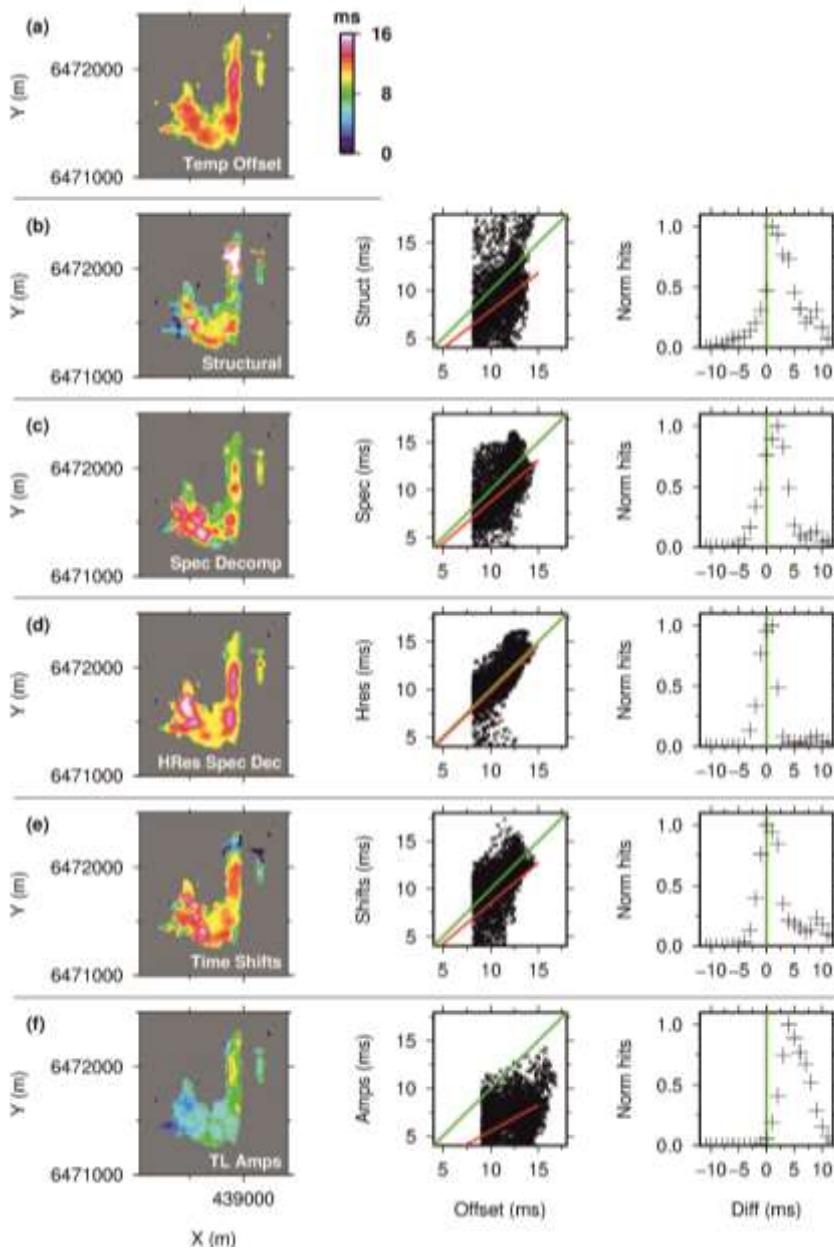 (a)
Y (m)
6472000
6471000
Temp Offset
ms
16
8
0
(b)
Y (m)
6472000
6471000
Structural
Struct (ms)
15
10
5
5 10 15
Norm hits
1.0
0.5
0.0
-10 -5 0 5 10
(c)
Y (m)
6472000
6471000
Spec Decomp
Spec (ms)
15
10
5
5 10 15
Norm hits
1.0
0.5
0.0
-10 -5 0 5 10
(d)
Y (m)
6472000
6471000
HRes Spec Dec
Hres (ms)
15
10
5
5 10 15
Norm hits
1.0
0.5
0.0
-10 -5 0 5 10
(e)
Y (m)
6472000
6471000
Time Shifts
Shifts (ms)
15
10
5
5 10 15
Norm hits
1.0
0.5
0.0
-10 -5 0 5 10
(f)
Y (m)
6472000
6471000
TL Amps
439000
X (m)
Amps (ms)
15
10
5
5 10 15
Offset (ms)
Norm hits
1.0
0.5
0.0
-10 -5 0 5 10
Diff (ms)